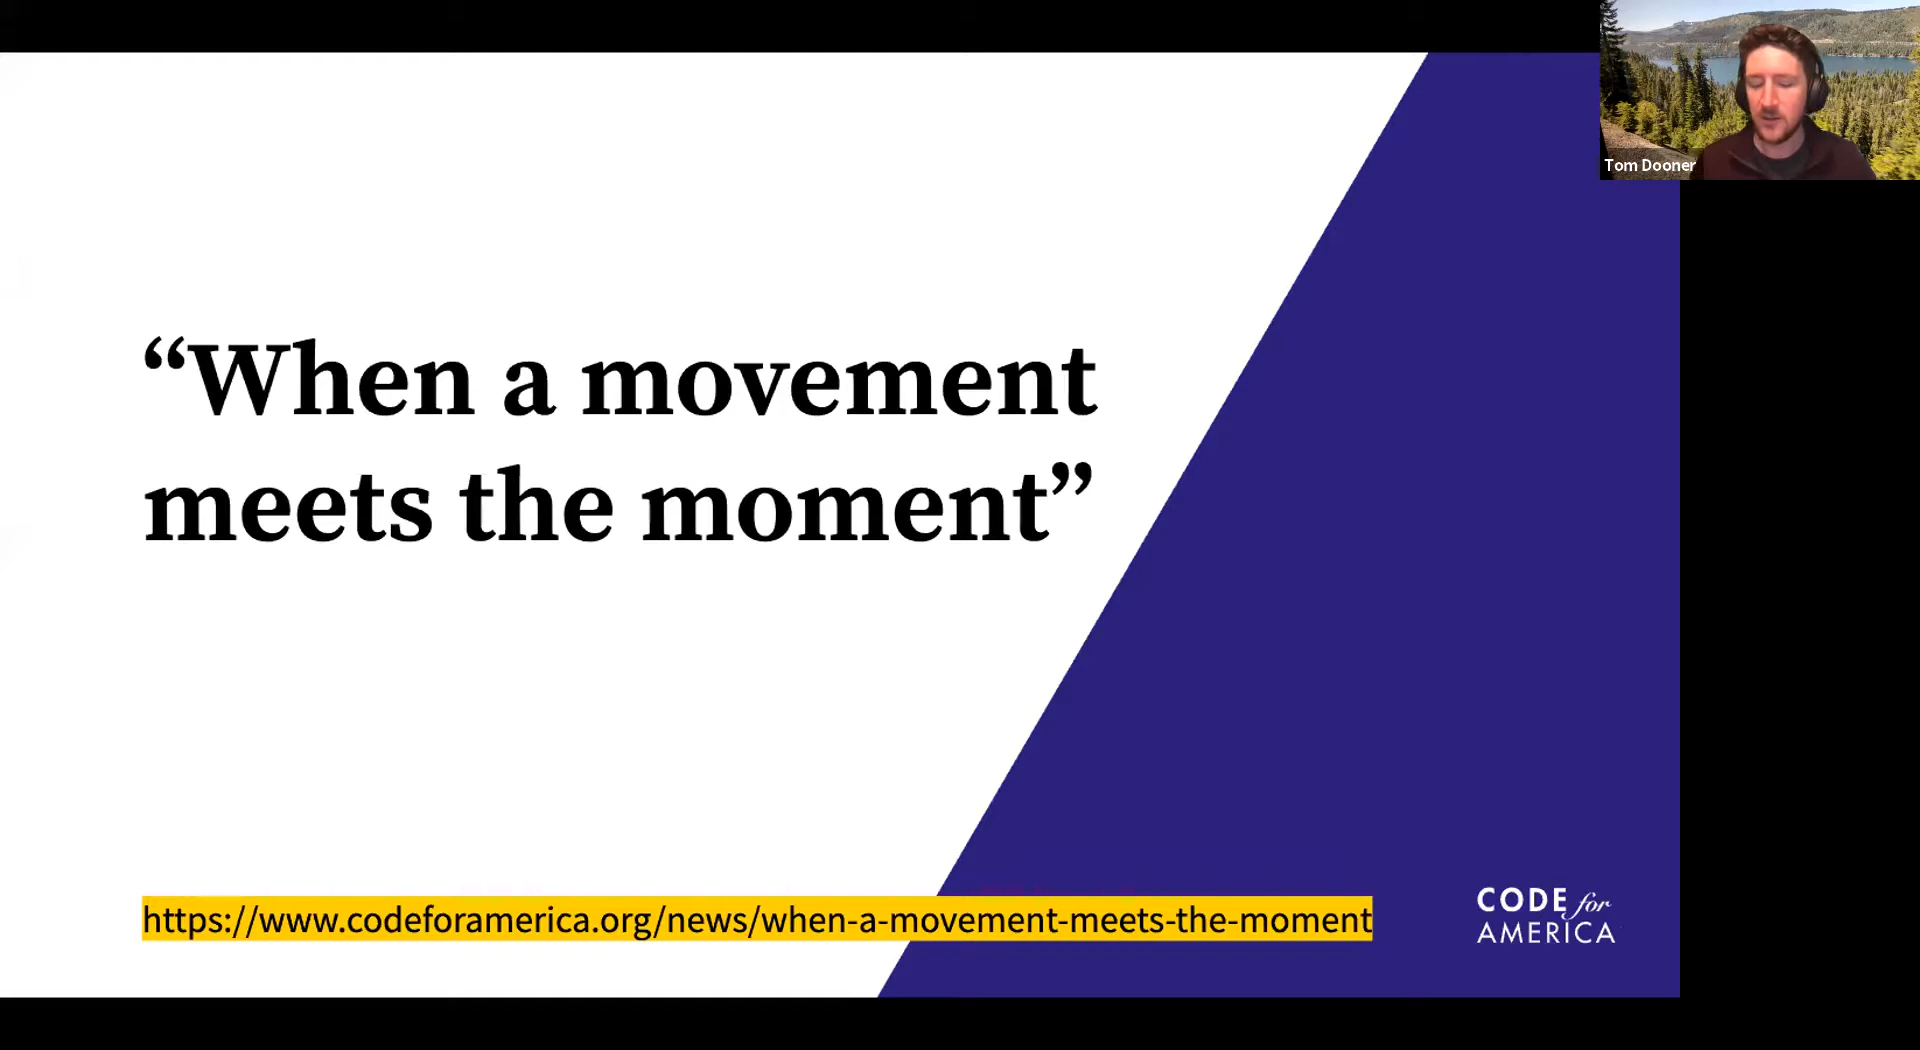 “When a movement
meets the moment”
https://www.codeforamerica.org/news/when-a-movement-meets-the-moment
CODE for
AMERICA
Tom Dooner